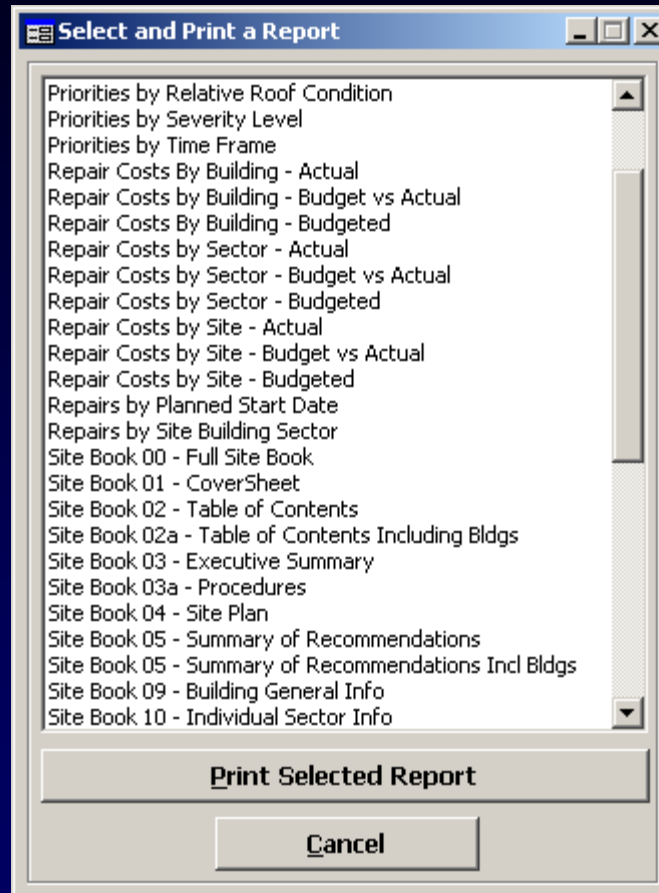 Select and Print a Report
Priorities by Relative Roof Condition
Priorities by Severity Level
Priorities by Time Frame
Repair Costs By Building - Actual
Repair Costs by Building - Budget vs Actual
Repair Costs By Building - Budgeted
Repair Costs by Sector - Actual
Repair Costs by Sector - Budget vs Actual
Repair Costs by Sector - Budgeted
Repair Costs by Site - Actual
Repair Costs by Site - Budget vs Actual
Repair Costs by Site - Budgeted
Repairs by Planned Start Date
Repairs by Site Building Sector
Site Book 00 - Full Site Book
Site Book 01 - CoverSheet
Site Book 02 - Table of Contents
Site Book 02a - Table of Contents Including Bldgs
Site Book 03 - Executive Summary
Site Book 03a - Procedures
Site Book 04 - Site Plan
Site Book 05 - Summary of Recommendations
Site Book 05 - Summary of Recommendations Incl Bldgs
Site Book 09 - Building General Info
Site Book 10 - Individual Sector Info
Print Selected Report
Cancel